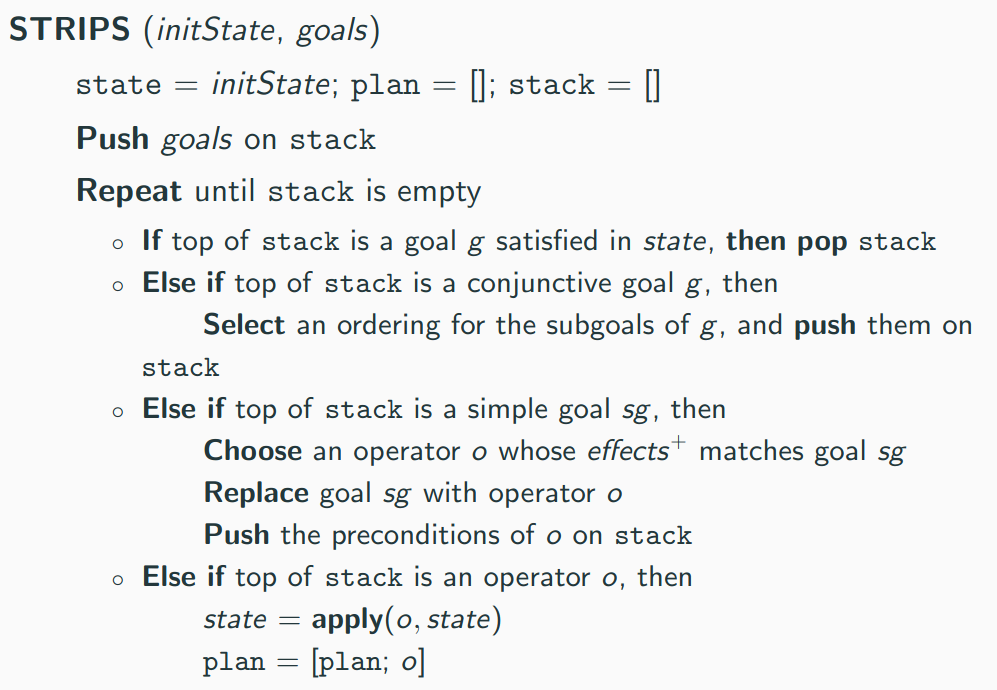 STRIPS (initState, goals)
state = initState; plan = []; stack = []
Push goals on stack
Repeat until stack is empty
◦ If top of stack is a goal g satisfied in state, then pop stack
◦ Else if top of stack is a conjunctive goal g, then
Select an ordering for the subgoals of g, and push them on
stack
◦ Else if top of stack is a simple goal sg, then
Choose an operator o whose effects⁺ matches goal sg
Replace goal sg with operator o
Push the preconditions of o on stack
◦ Else if top of stack is an operator o, then
state = apply(o, state)
plan = [plan; o]